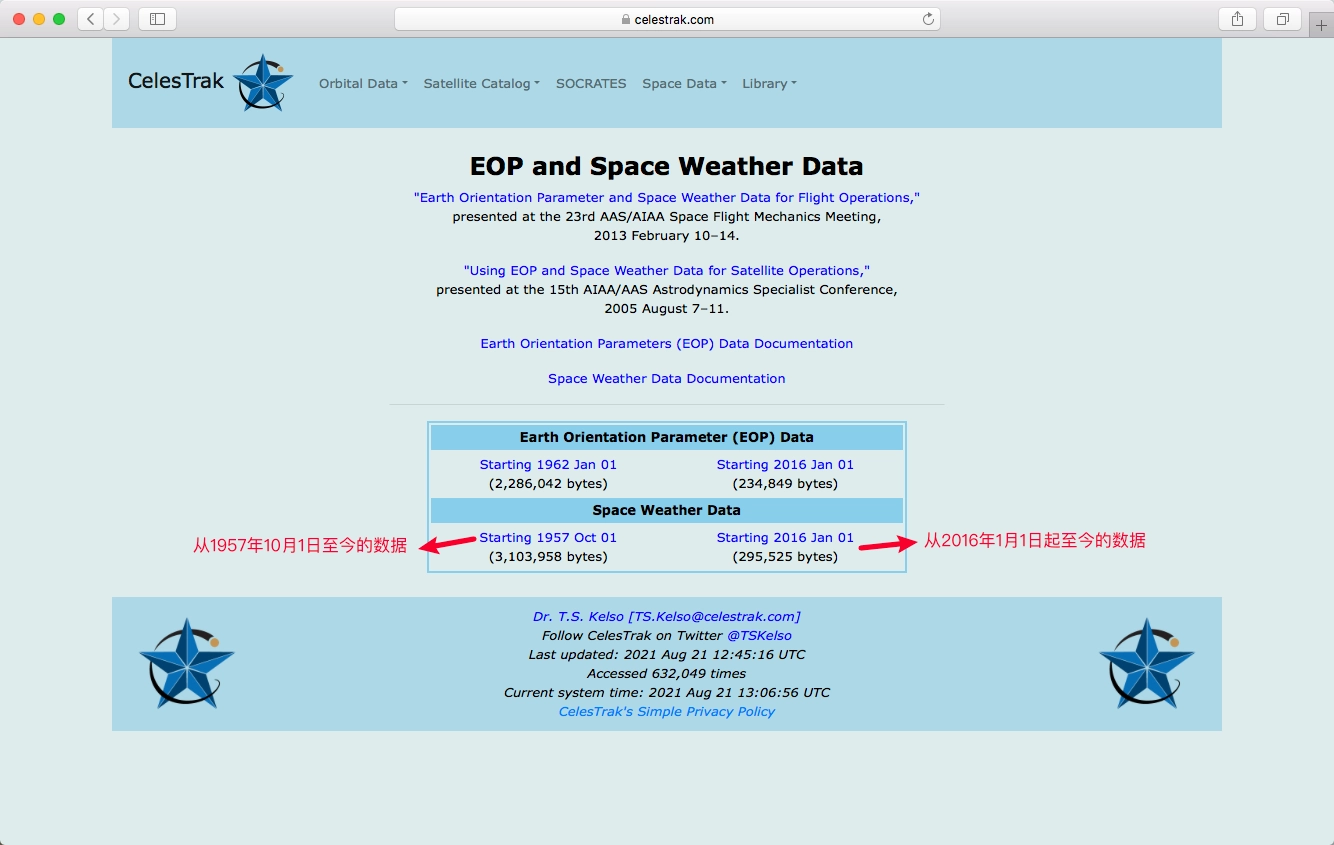 celestrak.com
CelesTrak
Orbital Data
Satellite Catalog
SOCRATES
Space Data
Library
EOP and Space Weather Data
"Earth Orientation Parameter and Space Weather Data for Flight Operations,"
presented at the 23rd AAS/AIAA Space Flight Mechanics Meeting,
2013 February 10–14.
"Using EOP and Space Weather Data for Satellite Operations,"
presented at the 15th AIAA/AAS Astrodynamics Specialist Conference,
2005 August 7–11.
Earth Orientation Parameters (EOP) Data Documentation
Space Weather Data Documentation
Earth Orientation Parameter (EOP) Data
Starting 1962 Jan 01
(2,286,042 bytes)
Starting 2016 Jan 01
(234,849 bytes)
Space Weather Data
从1957年10月1日至今的数据
Starting 1957 Oct 01
(3,103,958 bytes)
Starting 2016 Jan 01
(295,525 bytes)
从2016年1月1日起至今的数据
Dr. T.S. Kelso [TS.Kelso@celestrak.com]
Follow CelesTrak on Twitter @TSKelso
Last updated: 2021 Aug 21 12:45:16 UTC
Accessed 632,049 times
Current system time: 2021 Aug 21 13:06:56 UTC
CelesTrak's Simple Privacy Policy